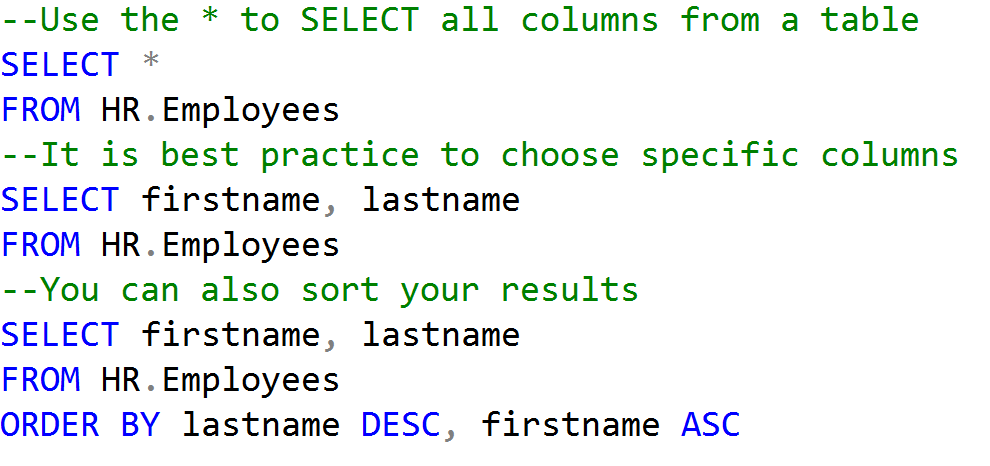 --Use the * to SELECT all columns from a table
SELECT *
FROM HR.Employees
--It is best practice to choose specific columns
SELECT firstname, lastname
FROM HR.Employees
--You can also sort your results
SELECT firstname, lastname
FROM HR.Employees
ORDER BY lastname DESC, firstname ASC